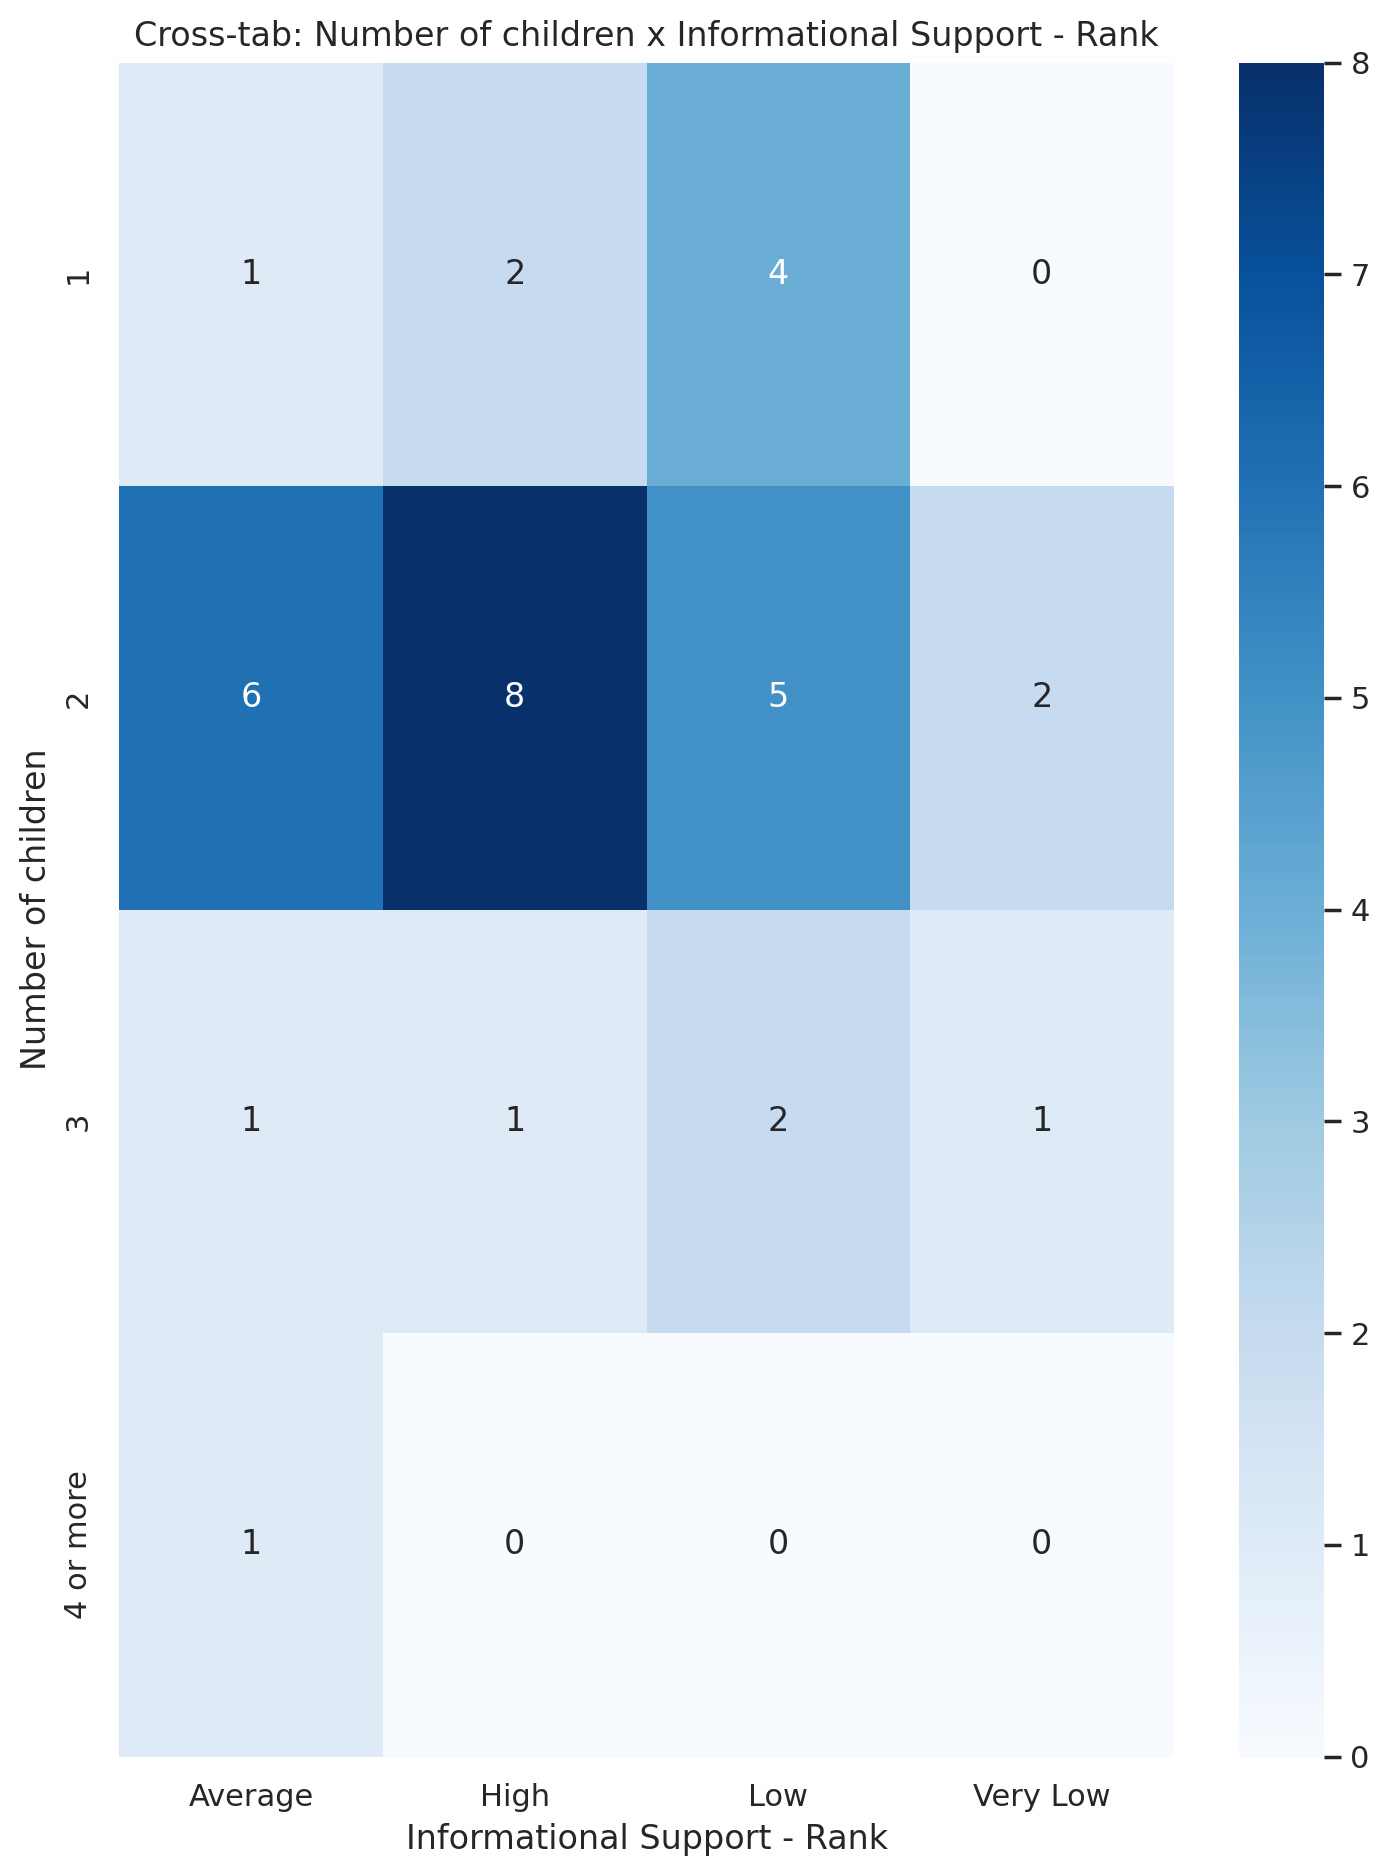 Cross-tab: Number of children x Informational Support - Rank
Number of children
1
1 2 4 0
2
6 8 5 2
3
1 1 2 1
4 or more
1 0 0 0
Average High Low Very Low
Informational Support - Rank
8
7
6
5
4
3
2
1
0